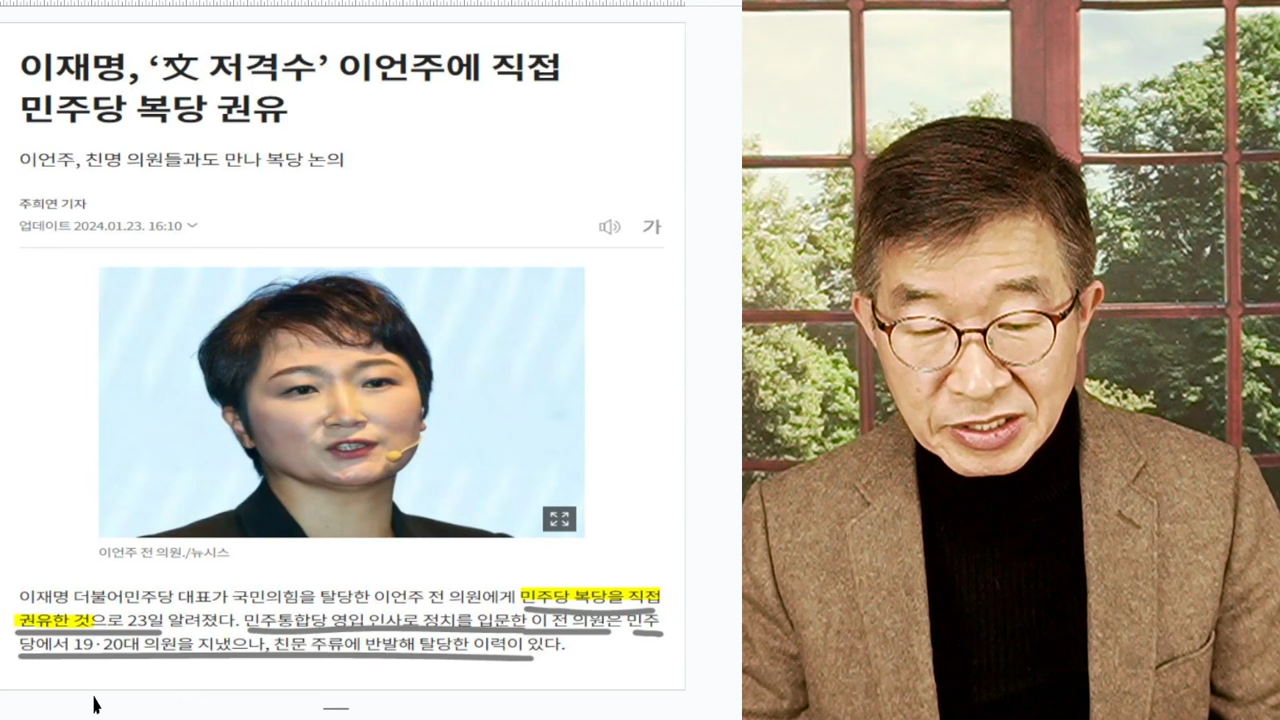 이재명, ‘文 저격수’ 이언주에 직접
민주당 복당 권유
이언주, 친명 의원들과도 만나 복당 논의
주희연 기자
업데이트 2024.01.23. 16:10
가
이언주 전 의원./뉴시스
이재명 더불어민주당 대표가 국민의힘을 탈당한 이언주 전 의원에게 민주당 복당을 직접
권유한 것으로 23일 알려졌다. 민주통합당 영입 인사로 정치를 입문한 이 전 의원은 민주
당에서 19·20대 의원을 지냈으나, 친문 주류에 반발해 탈당한 이력이 있다.